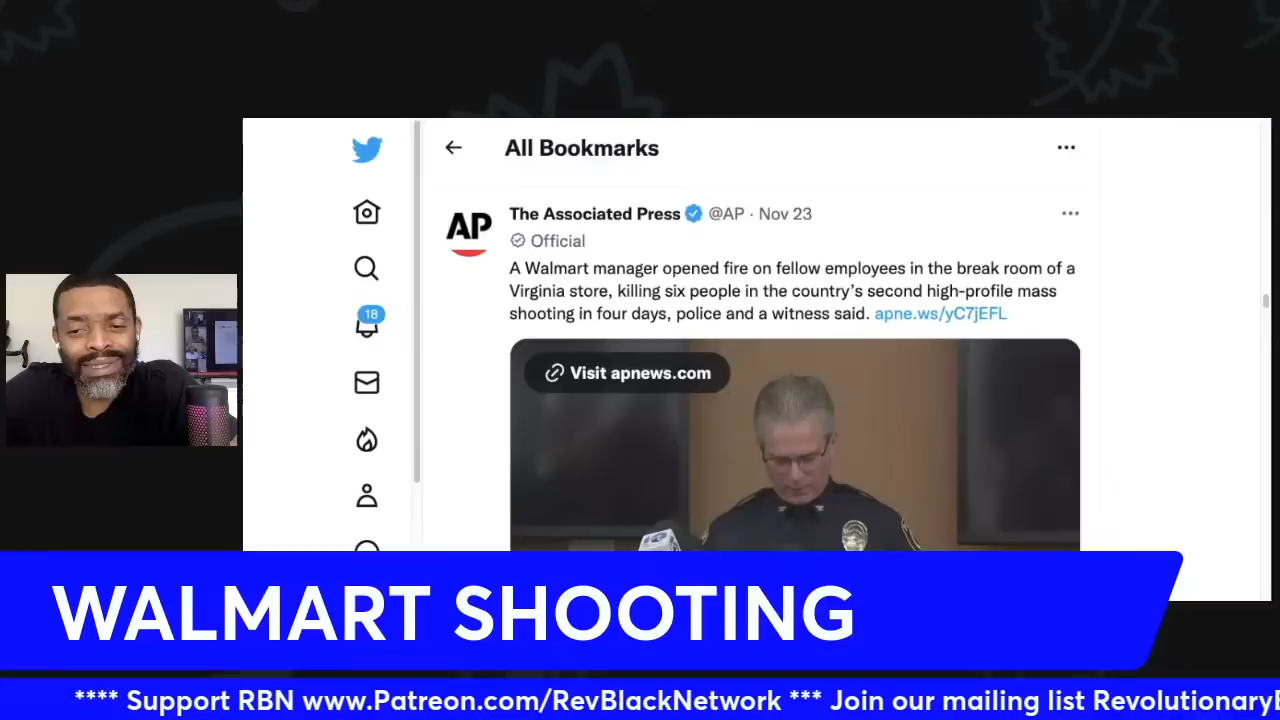 All Bookmarks
AP
The Associated Press @AP · Nov 23
Official
A Walmart manager opened fire on fellow employees in the break room of a
Virginia store, killing six people in the country's second high-profile mass
shooting in four days, police and a witness said. apne.ws/yC7jEFL
18
Visit apnews.com
WALMART SHOOTING
**** Support RBN www.Patreon.com/RevBlackNetwork *** Join our mailing list Revolutionary